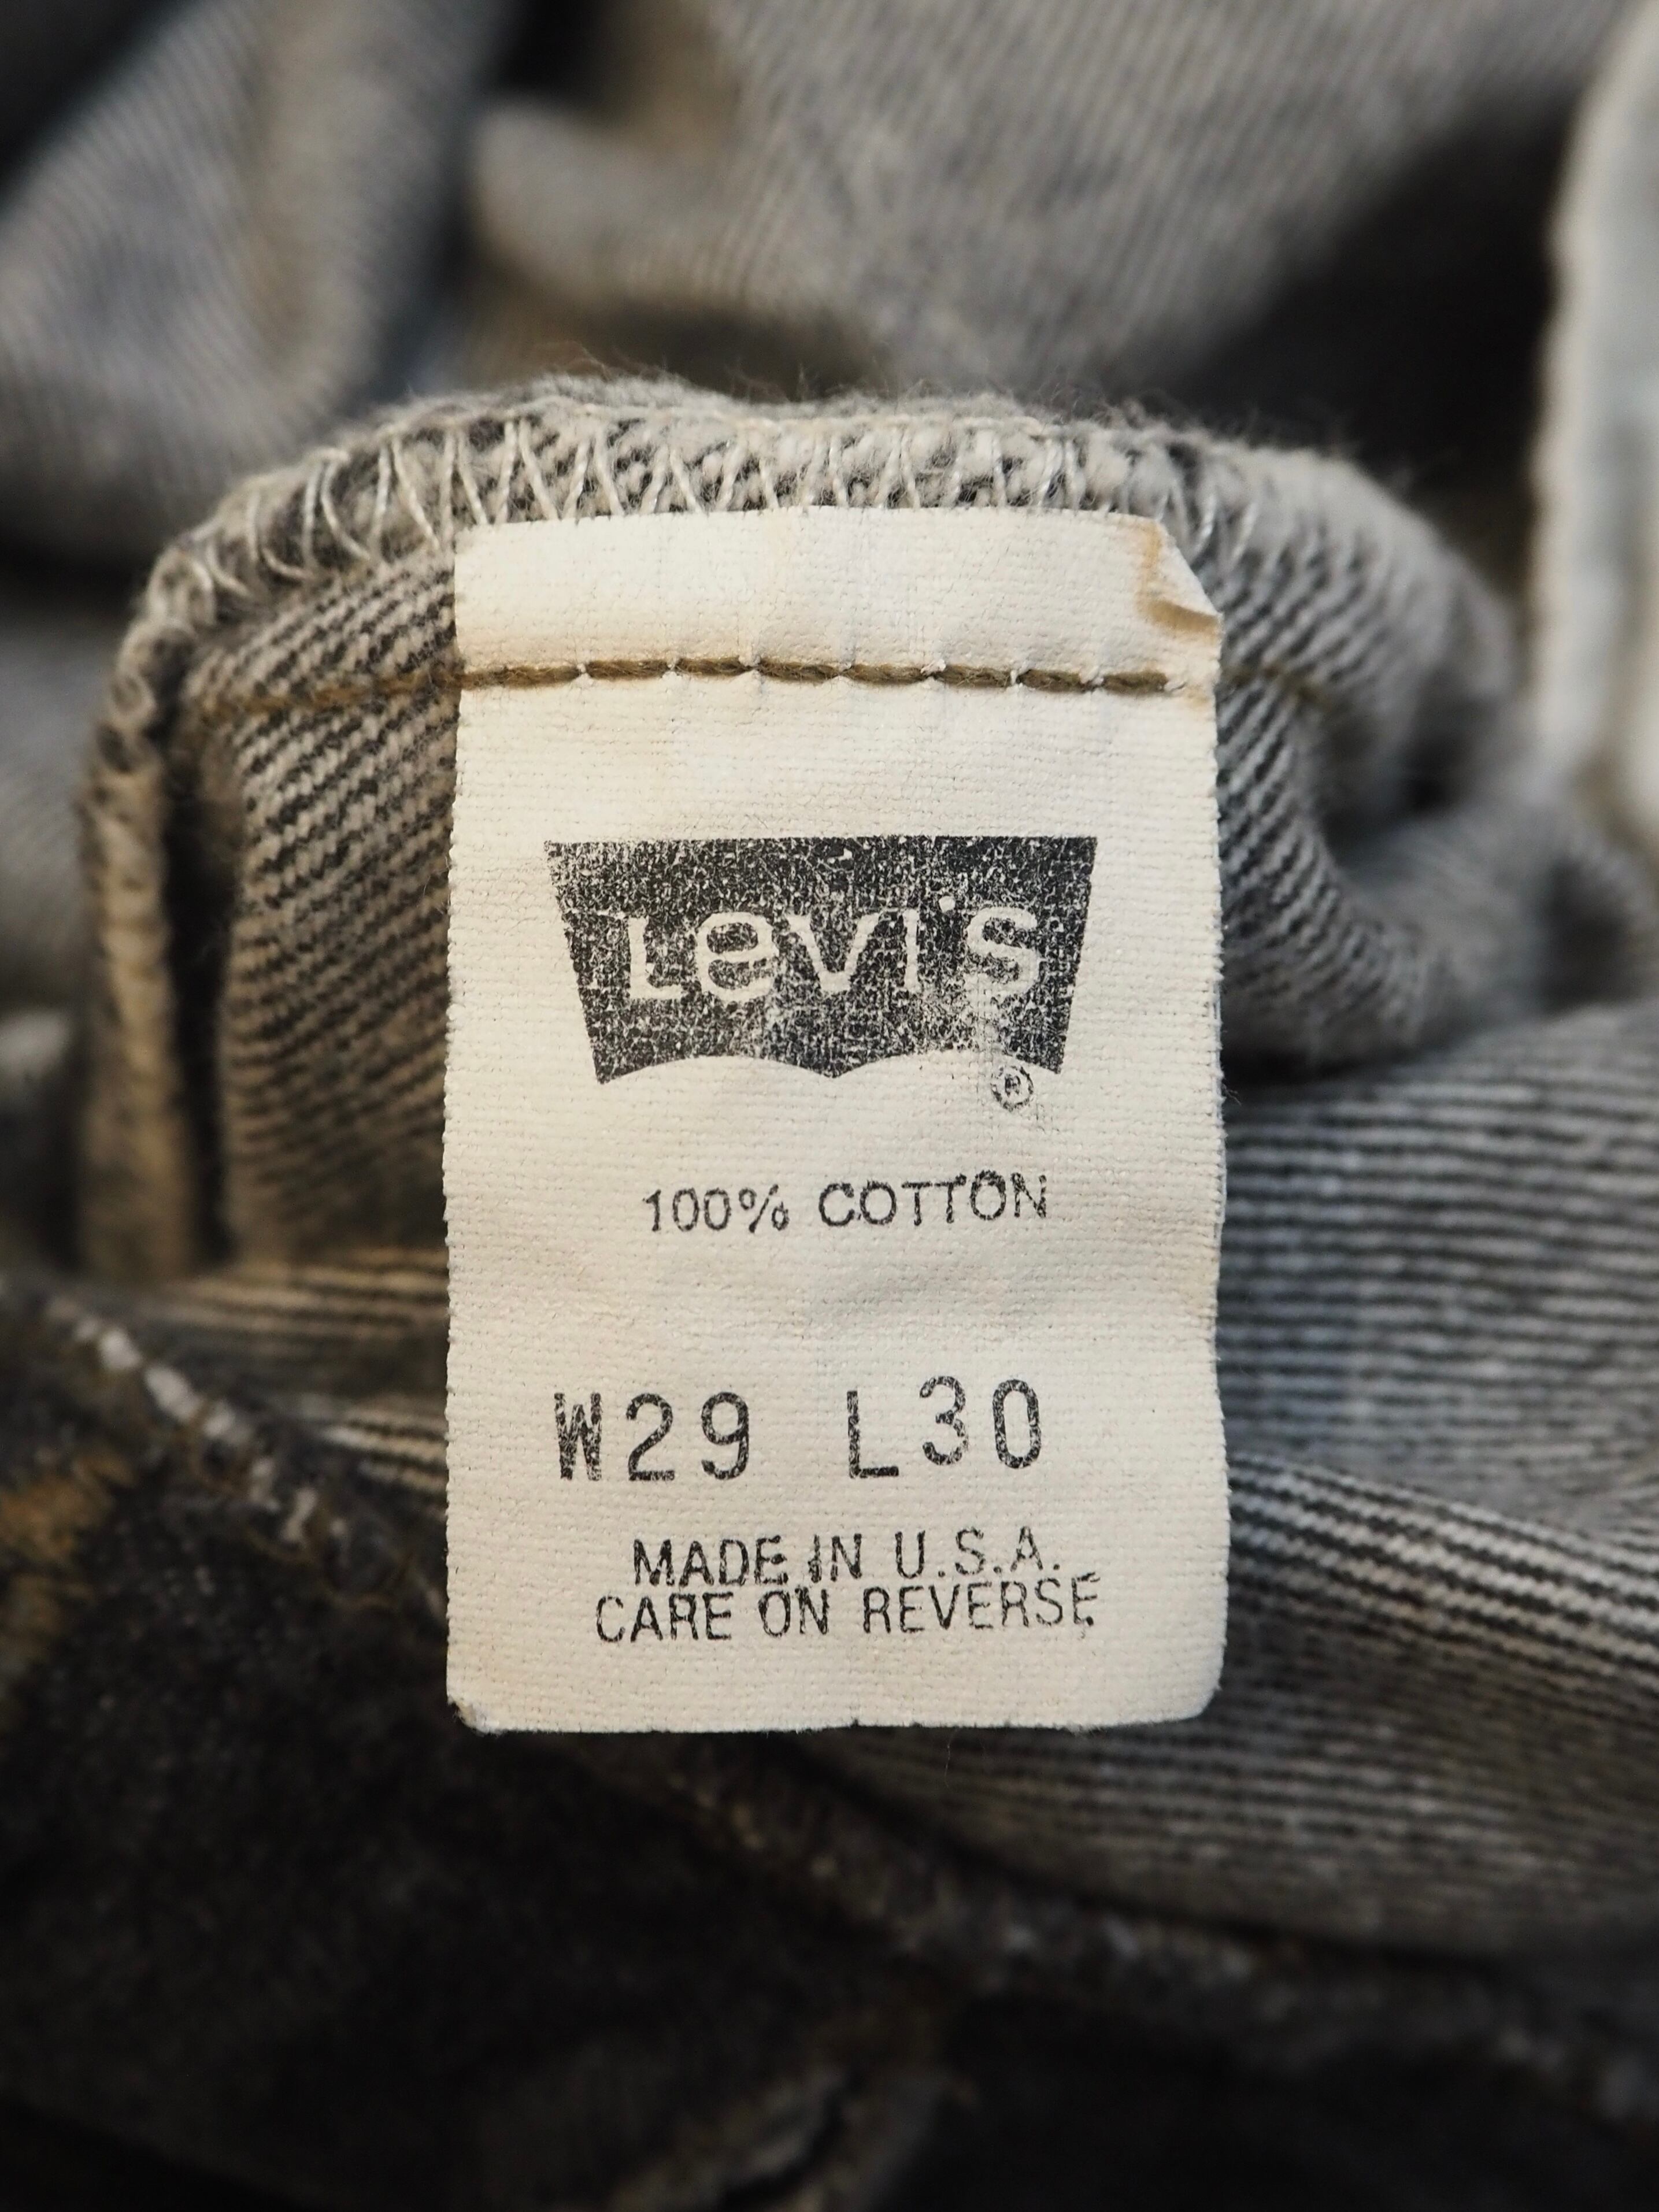 Levi's
®
100% COTTON
W29 L30
MADE IN U.S.A.
CARE ON REVERSE